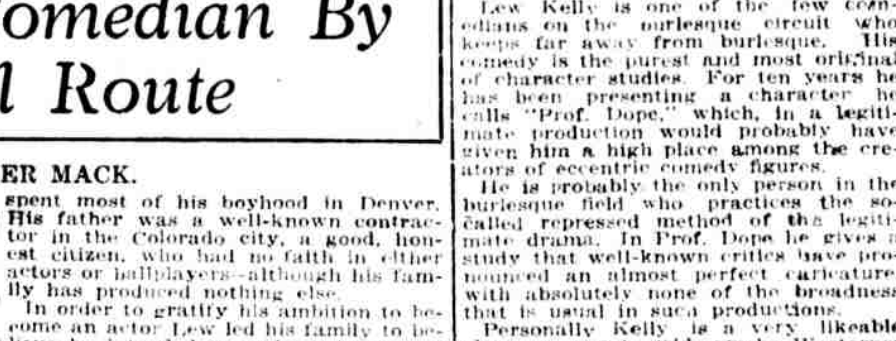 omedian By
l Route
ER MACK.
spent most of his boyhood in Denver.
His father was a well-known contrac-
tor in the Colorado city, a good, hon-
est citizen, who had no faith in either
actors or ballplayers--although his fam-
ily has produced nothing else.
In order to gratify his ambition to be-
come an actor Lew led his family to be-
Lew Kelly is one of the few com-
edians on the burlesque circuit who
keeps far away from burlesque. His
comedy is the purest and most original
of character studies. For ten years he
has been presenting a character he
calls "Prof. Dope," which, in a legiti-
mate production would probably have
given him a high place among the cre-
ators of eccentric comedy figures.
He is probably the only person in the
burlesque field who practices the so-
called repressed method of the legiti-
mate drama. In Prof. Dope he gives a
study that well-known critics have pro-
nounced an almost perfect caricature
with absolutely none of the broadness
that is usual in such productions.
Personally Kelly is a very likeable